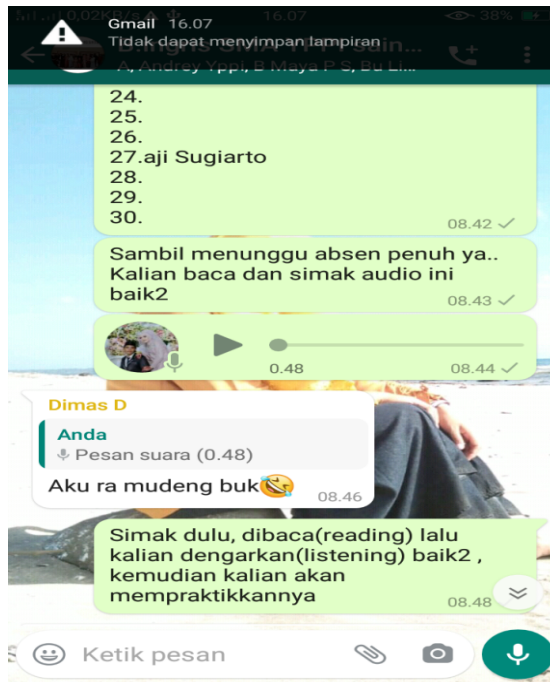 16.07
38%
Gmail 16.07
Tidak dapat menyimpan lampiran
A, Andrey Yppi, B Maya P S, Bu Li...
24.
25.
26.
27.aji Sugiarto
28.
29.
30.
08.42
Sambil menunggu absen penuh ya..
Kalian baca dan simak audio ini
baik2
08.43
0.48 08.44
Dimas D
Anda
Pesan suara (0.48)
Aku ra mudeng buk🤣
08.46
Simak dulu, dibaca(reading) lalu
kalian dengarkan(listening) baik2 ,
kemudian kalian akan
mempraktikkannya
08.48
Ketik pesan